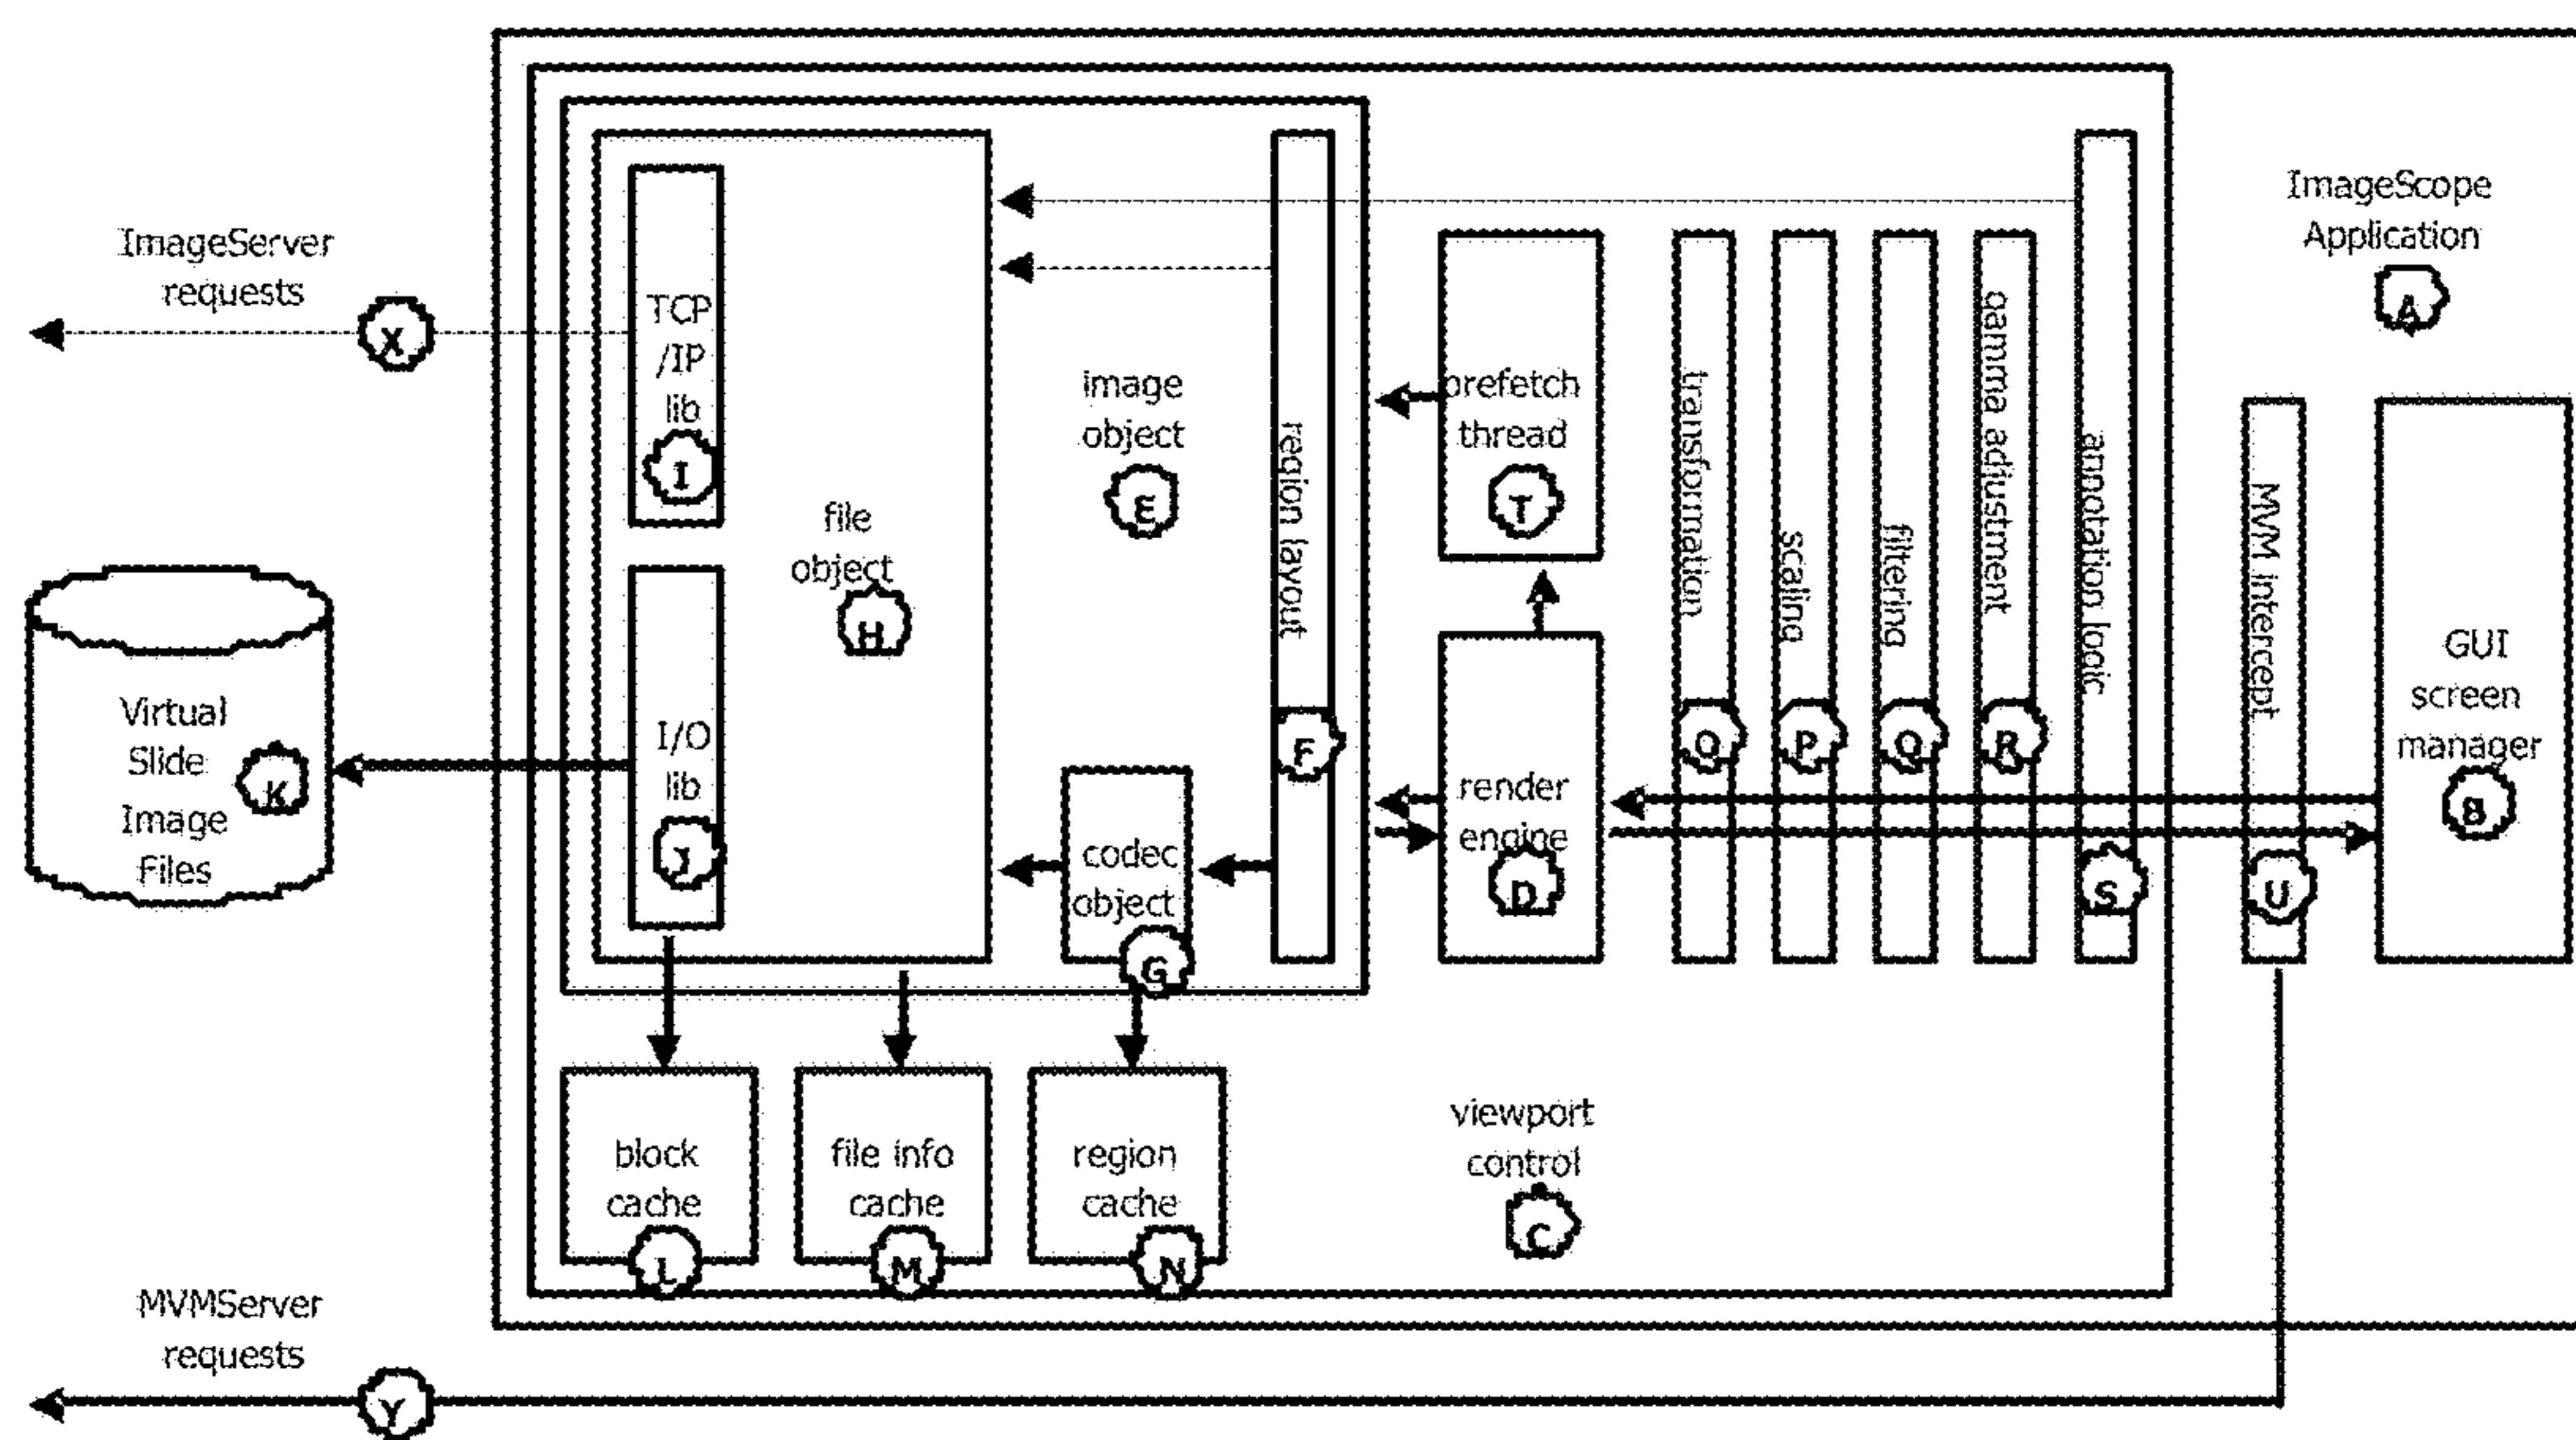 ImageScope
Application
A
ImageServer
requests
X
TCP
/IP
lib
I
file
object
H
image
object
E
region layout
F
prefetch
thread
T
transformation
O
scaling
P
filtering
Q
gamma adjustment
R
annotation logic
S
MVM intercept
U
GUI
screen
manager
B
Virtual
Slide
Image
Files
K
I/O
lib
J
codec
object
G
render
engine
D
block
cache
L
file info
cache
M
region
cache
N
viewport
control
C
MVMServer
requests
Y